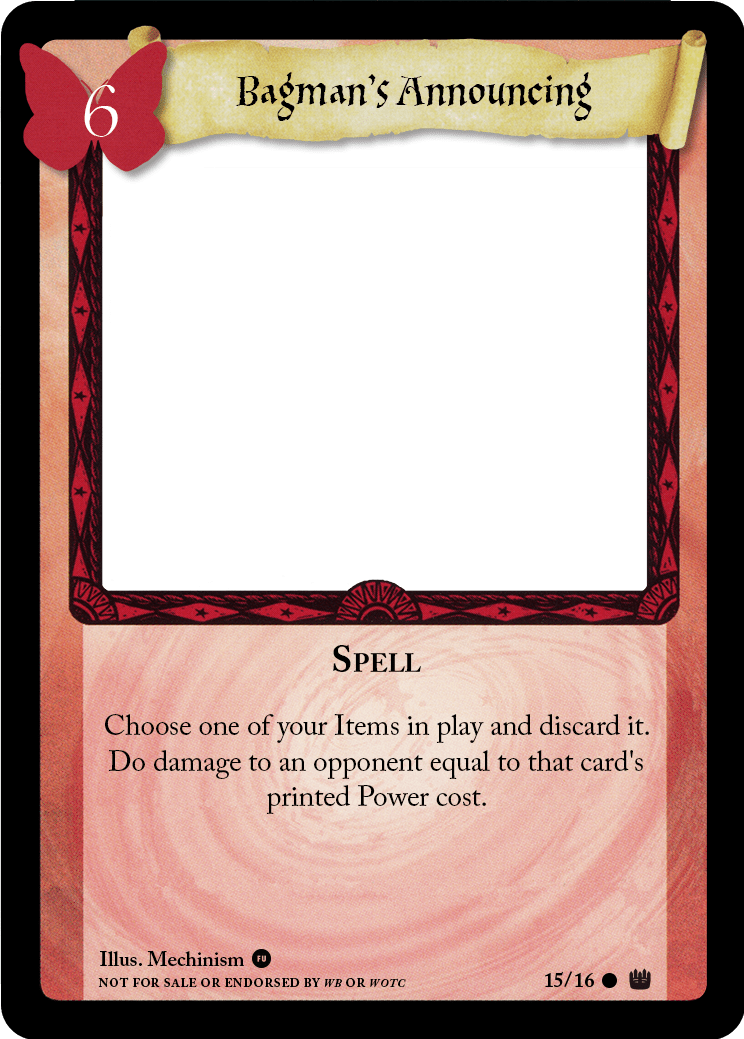 6
Bagman's Announcing
Spell
Choose one of your Items in play and discard it.
Do damage to an opponent equal to that card's
printed Power cost.
Illus. Mechinism FU
NOT FOR SALE OR ENDORSED BY WB OR WOTC
15/16